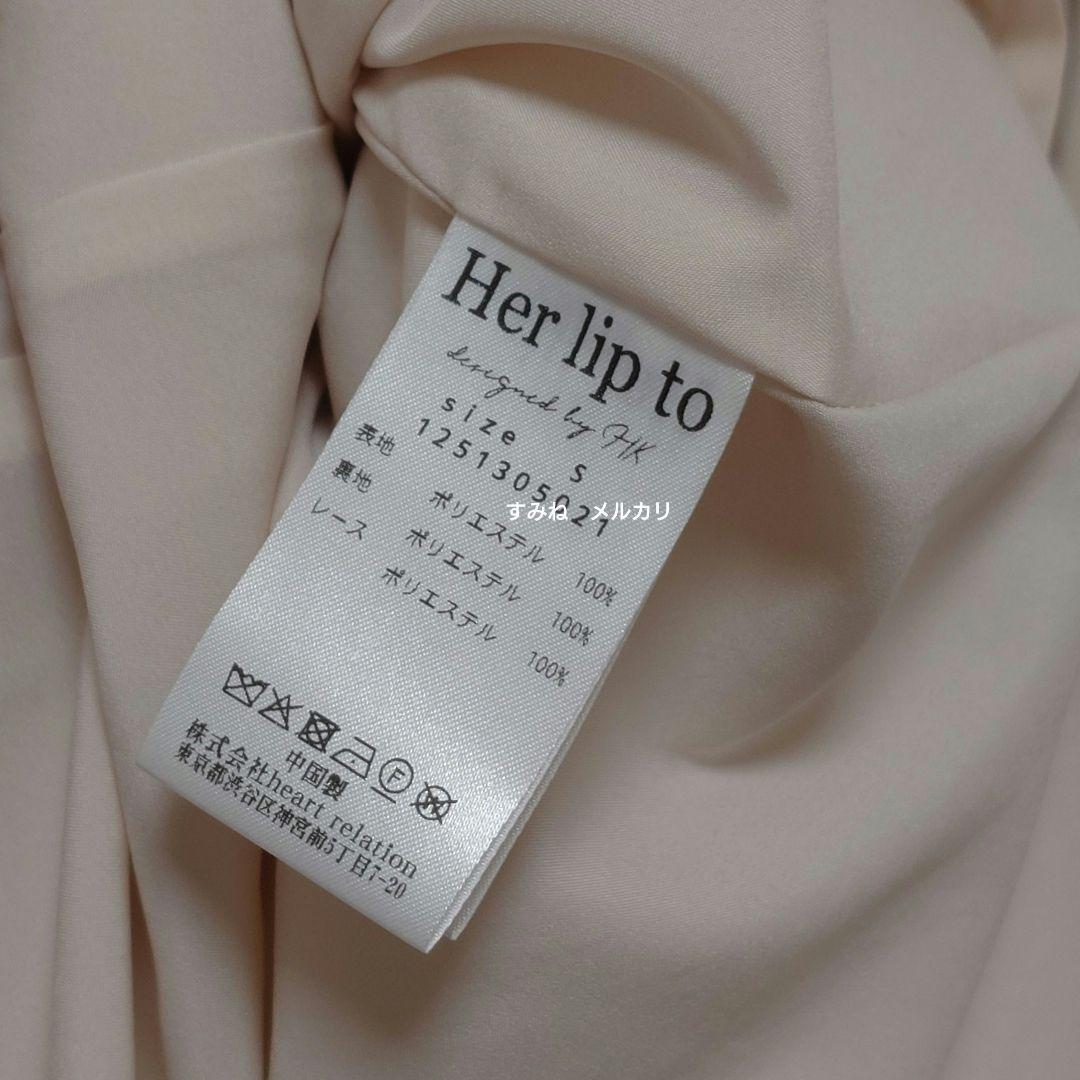 Her lip to
designed by HK
size S
1251305021
表地 ポリエステル 100%
裏地 ポリエステル 100%
レース ポリエステル 100%
すみね メルカリ
F
W
中国製
株式会社heart relation
東京都渋谷区神宮前5丁目7-20